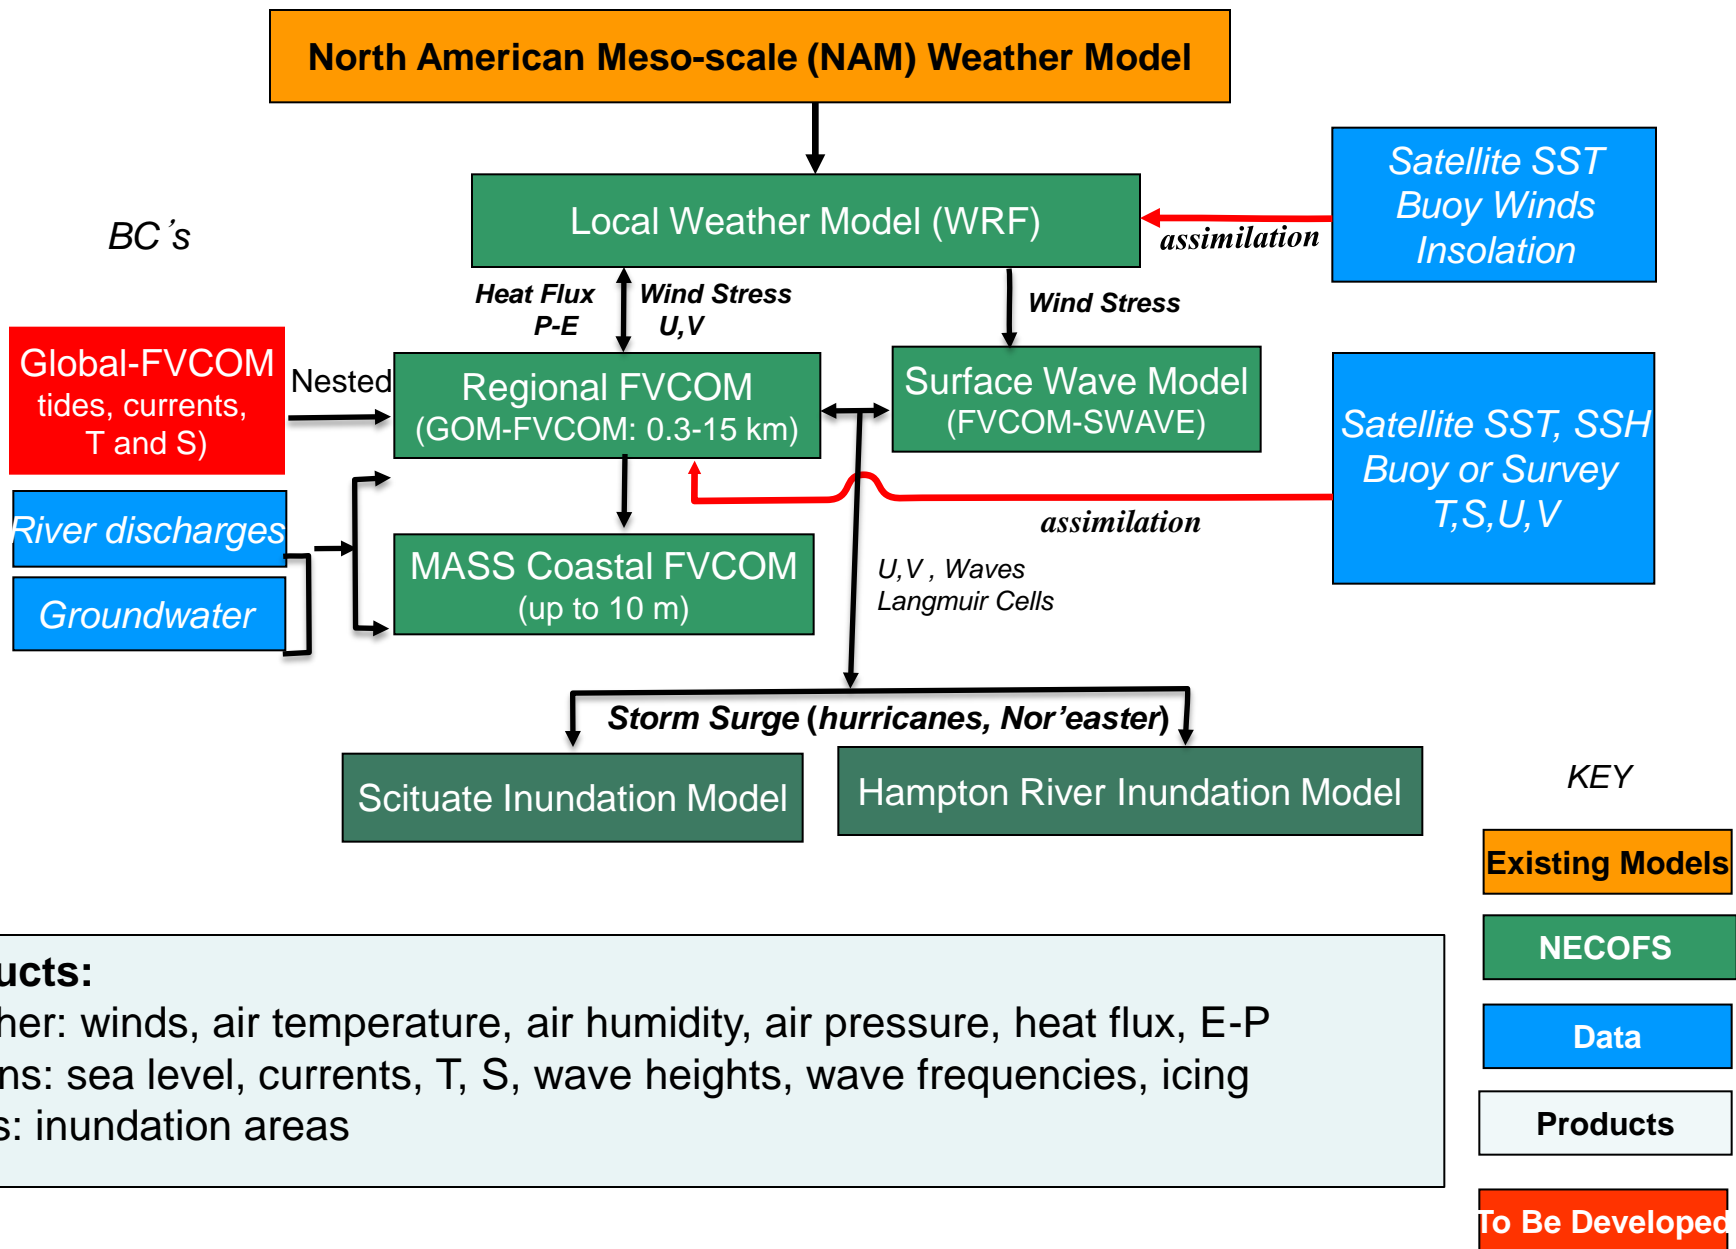 North American Meso-scale (NAM) Weather Model
Satellite SST
Buoy Winds
Insolation
Local Weather Model (WRF)
assimilation
BC´s
Heat Flux
P-E
Wind Stress
U,V
Wind Stress
Global-FVCOM
tides, currents,
T and S)
Nested
Regional FVCOM
(GOM-FVCOM: 0.3-15 km)
Surface Wave Model
(FVCOM-SWAVE)
Satellite SST, SSH
Buoy or Survey
T,S,U,V
River discharges
Groundwater
assimilation
MASS Coastal FVCOM
(up to 10 m)
U,V , Waves
Langmuir Cells
Storm Surge (hurricanes, Nor’easter)
Scituate Inundation Model
Hampton River Inundation Model
KEY
Existing Models
NECOFS
Data
Products
To Be Developed
ucts:
her: winds, air temperature, air humidity, air pressure, heat flux, E-P
ns: sea level, currents, T, S, wave heights, wave frequencies, icing
s: inundation areas